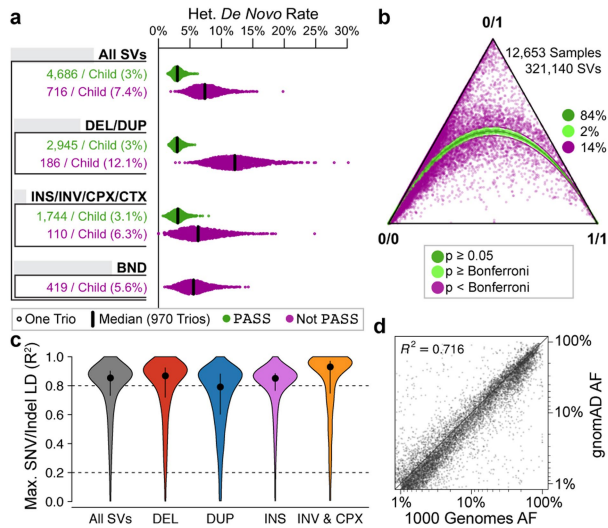 a
Het. De Novo Rate
0% 5% 10% 15% 20% 25% 30%
All SVs
4,686 / Child (3%)
716 / Child (7.4%)
DEL/DUP
2,945 / Child (3%)
186 / Child (12.1%)
INS/INV/CPX/CTX
1,744 / Child (3.1%)
110 / Child (6.3%)
BND
419 / Child (5.6%)
One Trio
Median (970 Trios)
PASS
Not PASS
b
0/1
12,653 Samples
321,140 SVs
84%
2%
14%
0/0
1/1
p ≥ 0.05
p ≥ Bonferroni
p < Bonferroni
c
Max. SNV/Indel LD (R²)
1.0
0.8
0.6
0.4
0.2
0.0
All SVs DEL DUP INS INV & CPX
d
R² = 0.716
100%
10%
1%
gnomAD AF
1% 10% 100%
1000 Genomes AF